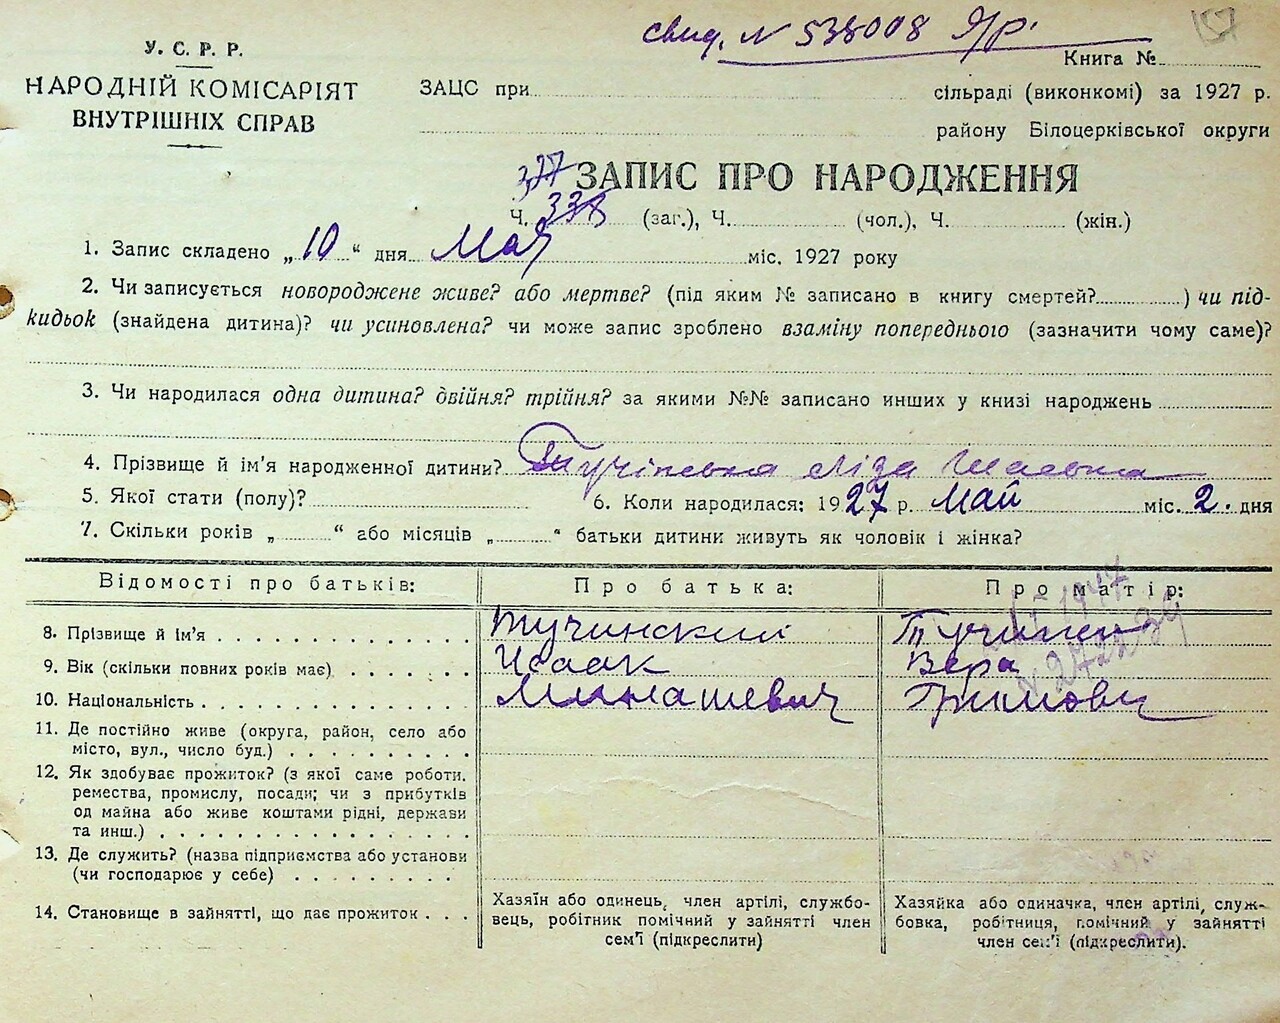 свид. № 538008 Я/р.
У. С. Р. Р.
НАРОДНІЙ КОМІСАРІЯТ
ВНУТРІШНІХ СПРАВ
Книга №
ЗАЦС при сільраді (виконкомі) за 1927 р.
району Білоцерківської округи
327 ЗАПИС ПРО НАРОДЖЕННЯ
Ч. 338 (заг.), Ч. (чол.), Ч. (жін.)
1. Запис складено „10“ дня Мая міс. 1927 року
2. Чи записується новороджене живе? або мертве? (під яким № записано в книгу смертей? ) чи під-
кидьок (знайдена дитина)? чи усиновлена? чи може запис зроблено взаміну попереднього (зазначити чому саме)?
3. Чи народилася одна дитина? двійня? трійня? за якими №№ записано инших у книзі народжень
4. Прізвище й ім'я народженної дитини? Тучінська Ліза
5. Якої стати (полу)? 6. Коли народилася: 1927 р. Май міс. 2. дня
7. Скільки років „ “ або місяців „ “ батьки дитини живуть як чоловік і жінка?
Відомості про батьків: Про батька: Про матір:
8. Прізвище й ім'я Тучинский
9. Вік (скільки повних років має) Исаак Вера
10. Національність Минашевич
11. Де постійно живе (округа, район, село або
місто, вул., число буд.)
12. Як здобуває прожиток? (з якої саме роботи,
ремества, промислу, посади; чи з прибутків
од майна або живе коштами рідні, держави
та инш.)
13. Де служить? (назва підприємства або установи
(чи господарює у себе)
14. Становище в зайнятті, що дає прожиток
Хазяїн або одинець, член артілі, службо-
вець, робітник помічний у зайнятті член
сем'ї (підкреслити)
Хазяйка або одиначка, член артілі, служ-
бовка, робітниця, помічний у зайнятті
член сем'ї (підкреслити).